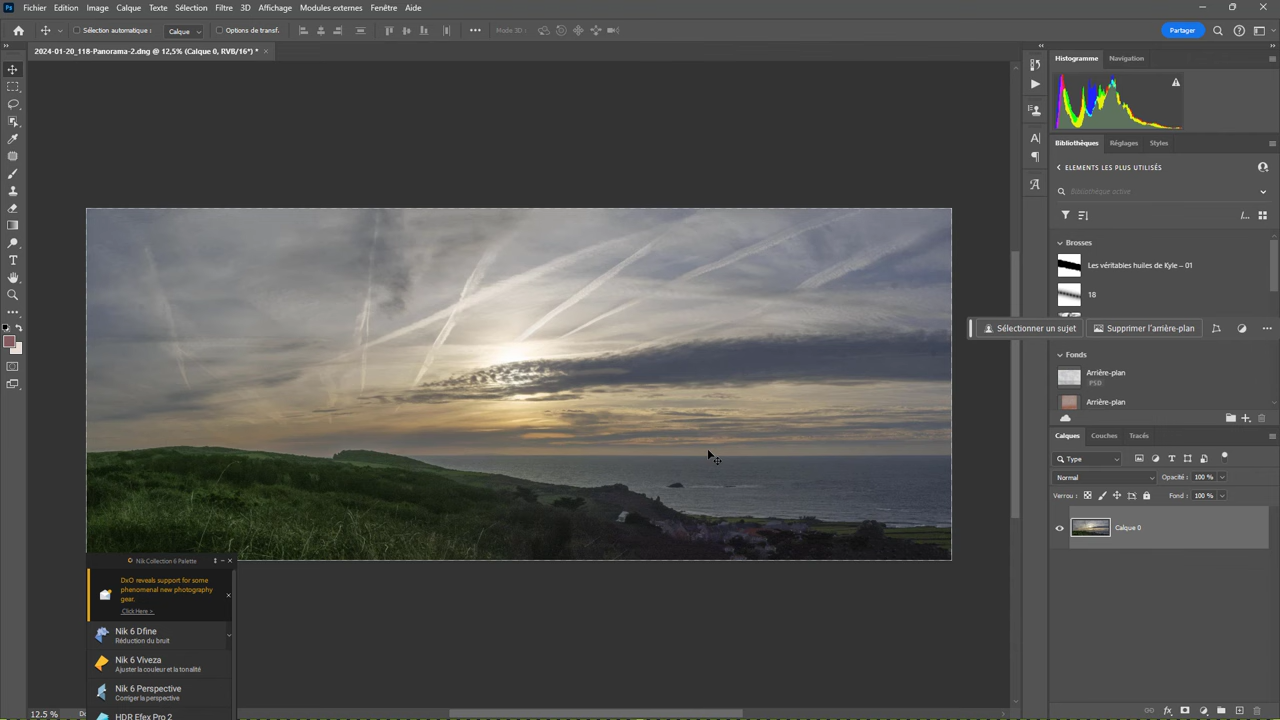 Ps Fichier Edition Image Calque Texte Sélection Filtre 3D Affichage Modules externes Fenêtre Aide
Sélection automatique : Calque Options de transf. Mode 3D : Partager
2024-01-20_118-Panorama-2.dng @ 12,5% (Calque 0, RVB/16*) *
Histogramme Navigation
Bibliothèques Réglages Styles
ELEMENTS LES PLUS UTILISÉS
Bibliothèque active
Brosses
Les véritables huiles de Kyle – 01
18
Sélectionner un sujet Supprimer l'arrière-plan
Fonds
Arrière-plan
PSD
Arrière-plan
Calques Couches Tracés
Type
Normal Opacité : 100 %
Verrou : Fond : 100 %
Calque 0
Nik Collection 6 Palette
DxO reveals support for some
phenomenal new photography
gear.
Click Here >
Nik 6 Dfine
Réduction du bruit
Nik 6 Viveza
Ajuster la couleur et la tonalité
Nik 6 Perspective
Corriger la perspective
HDR Efex Pro 2
12.5 %